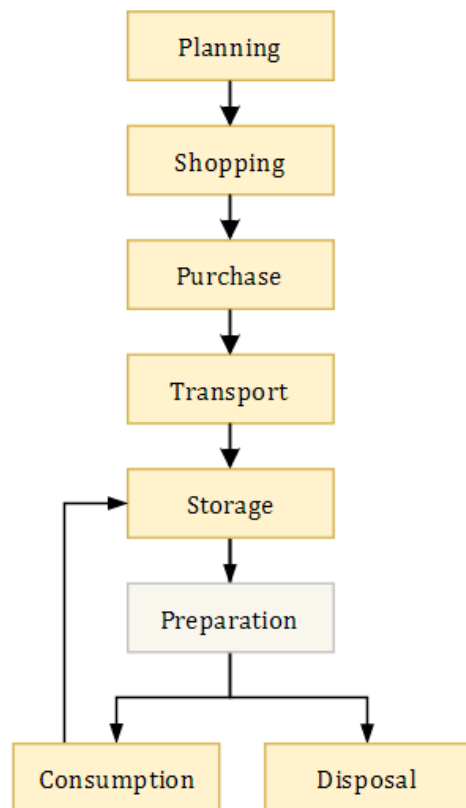 Planning
Shopping
Purchase
Transport
Storage
Preparation
Consumption
Disposal